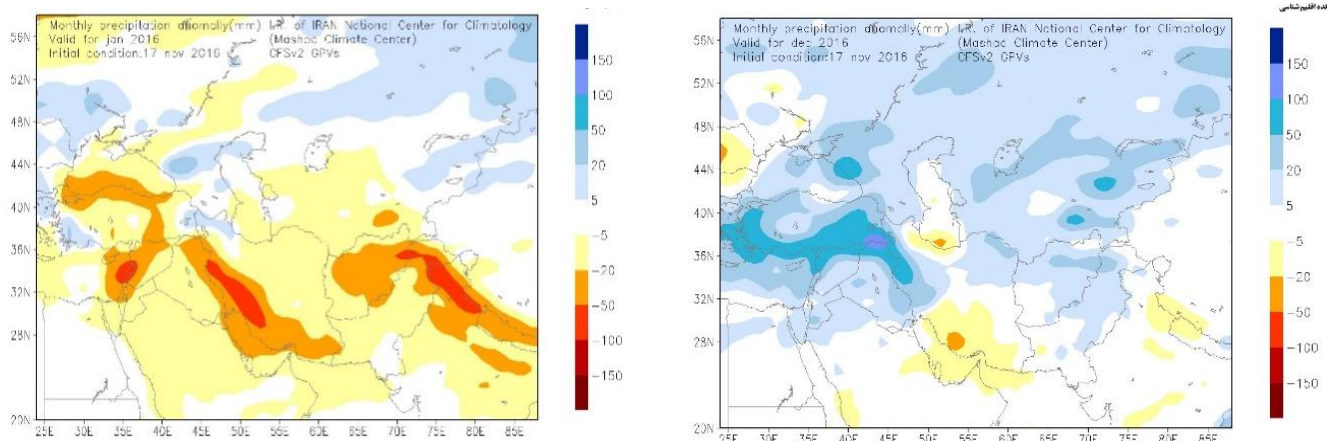 Monthly precipitation anomaly(mm) I.R. of IRAN National Center for Climatology
Valid for jan 2016 (Mashad Climate Center)
Initial condition:17 nov 2016 CFSv2 GPVs
56N
52N
48N
44N
40N
36N
32N
28N
20N
25E 30E 35E 40E 45E 50E 55E 60E 65E 70E 75E 80E 85E
150
100
50
20
5
-5
-20
-50
-100
-150
Monthly precipitation anomaly(mm) I.R. of IRAN National Center for Climatology
Valid for dec 2016 (Mashad Climate Center)
Initial condition:17 nov 2016 CFSv2 GPVs
56N
52N
48N
44N
40N
36N
32N
28N
20N
25E 30E 35E 40E 45E 50E 55E 60E 65E 70E 75E 80E 85E
اقلیم‌شناسی
150
100
50
20
5
-5
-20
-50
-100
-150